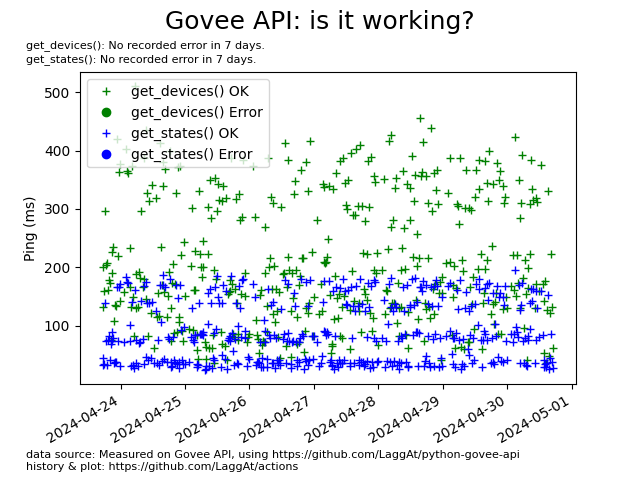 Govee API: is it working?
get_devices(): No recorded error in 7 days.
get_states(): No recorded error in 7 days.
get_devices() OK
get_devices() Error
get_states() OK
get_states() Error
500
400
300
200
100
Ping (ms)
2024-04-24
2024-04-25
2024-04-26
2024-04-27
2024-04-28
2024-04-29
2024-04-30
2024-05-01
data source: Measured on Govee API, using https://github.com/LaggAt/python-govee-api
history & plot: https://github.com/LaggAt/actions